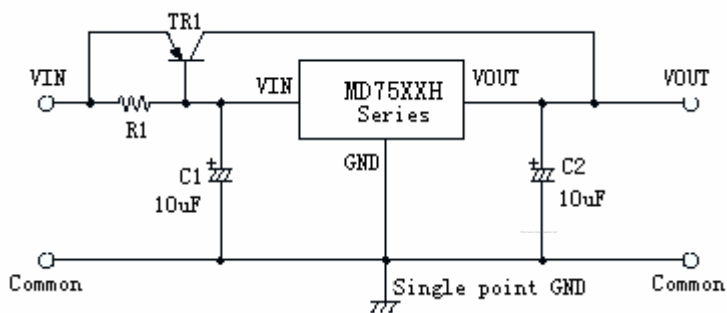 TR1
VIN
VIN
MD75XXH
Series
VOUT
VOUT
R1
GND
C1
10uF
C2
10uF
Common
Single point GND
Common